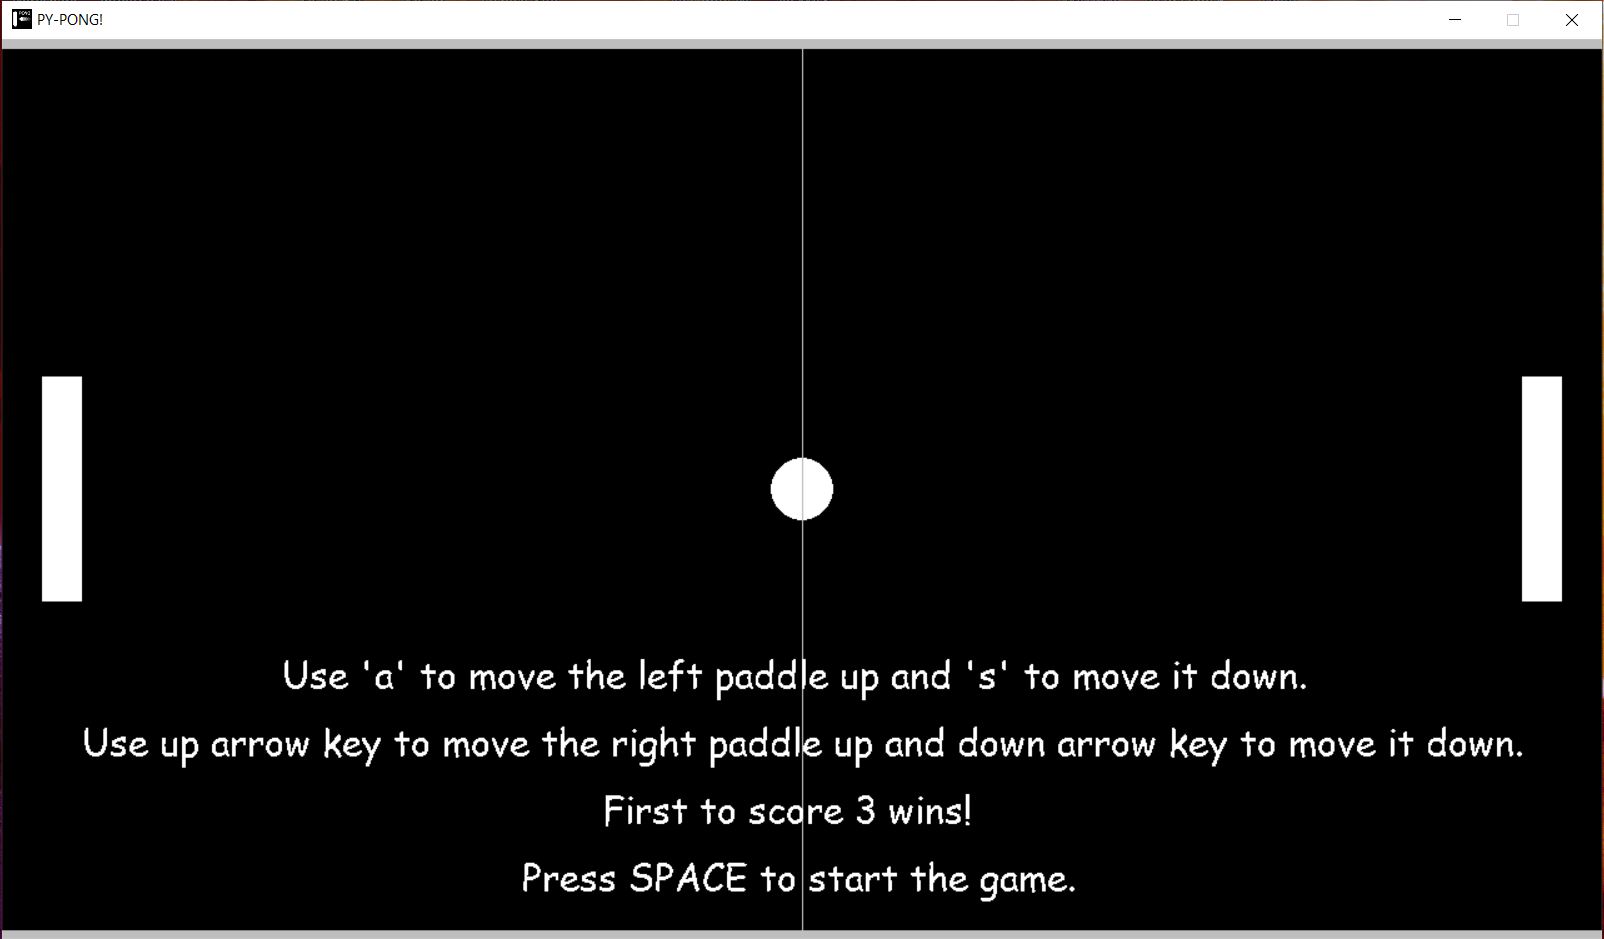 PY-PONG!
Use 'a' to move the left paddle up and 's' to move it down.
Use up arrow key to move the right paddle up and down arrow key to move it down.
First to score 3 wins!
Press SPACE to start the game.